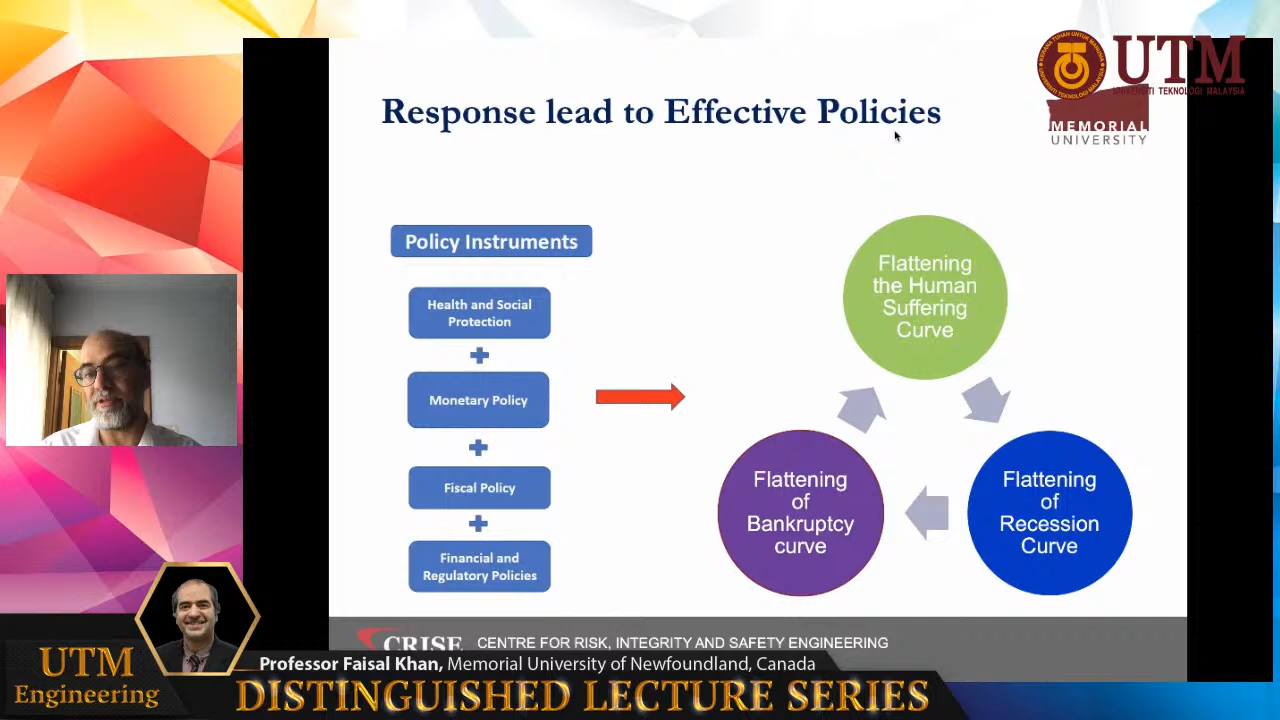 UTM
UNIVERSITI TEKNOLOGI MALAYSIA
MEMORIAL
UNIVERSITY
Response lead to Effective Policies
Policy Instruments
Health and Social
Protection
Monetary Policy
Fiscal Policy
Financial and
Regulatory Policies
Flattening
the Human
Suffering
Curve
Flattening
of
Recession
Curve
Flattening
of
Bankruptcy
curve
CRISE
CENTRE FOR RISK, INTEGRITY AND SAFETY ENGINEERING
Professor Faisal Khan, Memorial University of Newfoundland, Canada
UTM
Engineering
DISTINGUISHED LECTURE SERIES